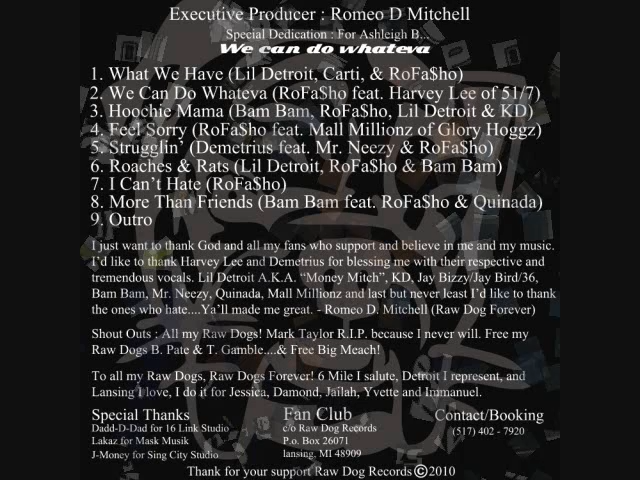 Executive Producer : Romeo D Mitchell
Special Dedication : For Ashleigh B...
We can do whateva
1. What We Have (Lil Detroit, Carti, & RoFa$ho)
2. We Can Do Whateva (RoFa$ho feat. Harvey Lee of 51/7)
3. Hoochie Mama (Bam Bam, RoFa$ho, Lil Detroit & KD)
4. Feel Sorry (RoFa$ho feat. Mall Millionz of Glory Hoggz)
5. Strugglin' (Demetrius feat. Mr. Neezy & RoFa$ho)
6. Roaches & Rats (Lil Detroit, RoFa$ho & Bam Bam)
7. I Can't Hate (RoFa$ho)
8. More Than Friends (Bam Bam feat. RoFa$ho & Quinada)
9. Outro
I just want to thank God and all my fans who support and believe in me and my music.
I'd like to thank Harvey Lee and Demetrius for blessing me with their respective and
tremendous vocals. Lil Detroit A.K.A. "Money Mitch", KD, Jay Bizzy/Jay Bird/36,
Bam Bam, Mr. Neezy, Quinada, Mall Millionz and last but never least I'd like to thank
the ones who hate....Ya'll made me great. - Romeo D. Mitchell (Raw Dog Forever)
Shout Outs : All my Raw Dogs! Mark Taylor R.I.P. because I never will. Free my
Raw Dogs B. Pate & T. Gamble....& Free Big Meach!
To all my Raw Dogs, Raw Dogs Forever! 6 Mile I salute, Detroit I represent, and
Lansing I love, I do it for Jessica, Damond, Jailah, Yvette and Immanuel.
Special Thanks
Dadd-D-Dad for 16 Link Studio
Lakaz for Mask Musik
J-Money for Sing City Studio
Fan Club
c/o Raw Dog Records
P.o. Box 26071
lansing, MI 48909
Contact/Booking
(517) 402 - 7920
Thank for your support Raw Dog Records©2010